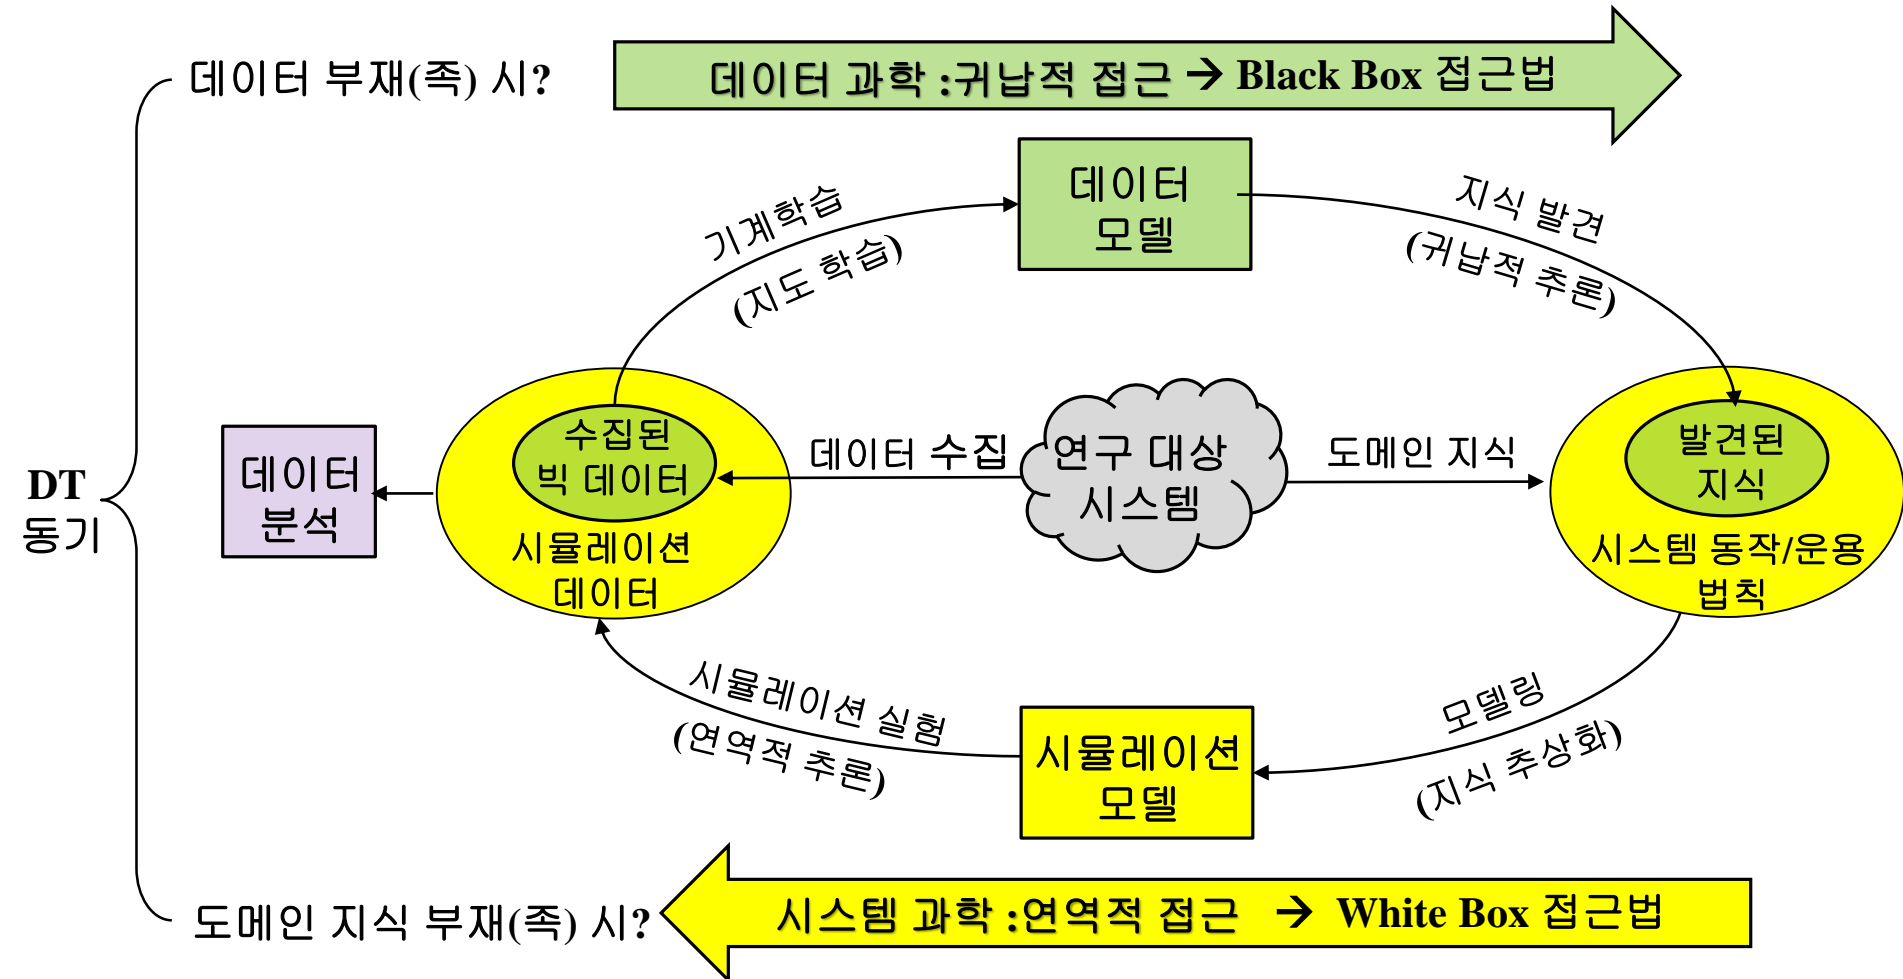 데이터 부재(족) 시?
데이터 과학 :귀납적 접근 → Black Box 접근법
데이터
모델
기계학습
(지도 학습)
지식 발견
(귀납적 추론)
수집된
빅 데이터
시뮬레이션
데이터
데이터 수집
연구 대상
시스템
도메인 지식
발견된
지식
시스템 동작/운용
법칙
데이터
분석
DT
동기
시뮬레이션 실험
(연역적 추론)
시뮬레이션
모델
모델링
(지식 추상화)
도메인 지식 부재(족) 시?
시스템 과학 :연역적 접근 → White Box 접근법